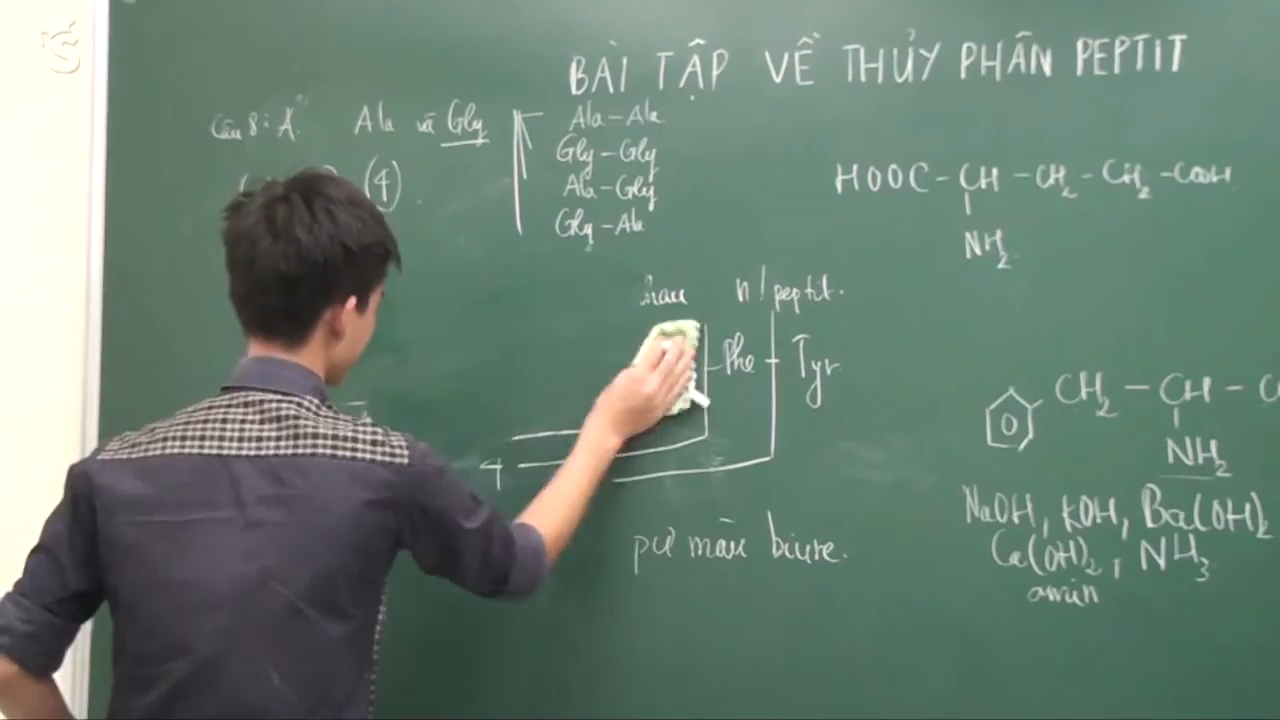 BÀI TẬP VỀ THỦY PHÂN PEPTIT
Câu 8: A. Ala và Gly
Ala-Ala
Gly-Gly
Ala-Gly
Gly-Ala
(4)
HOOC-CH-CH2-CH2-COOH
NH2
n! peptit.
Phe Tyr
4
pư màu biure.
CH2-CH-
NH2
NaOH, KOH, Ba(OH)2
Ca(OH)2, NH3
amin